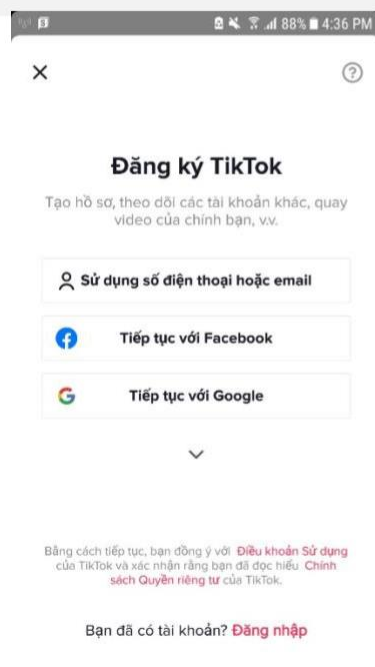 88% 4:36 PM
Đăng ký TikTok
Tạo hồ sơ, theo dõi các tài khoản khác, quay
video của chính bạn, v.v.
Sử dụng số điện thoại hoặc email
Tiếp tục với Facebook
Tiếp tục với Google
Bằng cách tiếp tục, bạn đồng ý với Điều khoản Sử dụng
của TikTok và xác nhận rằng bạn đã đọc hiểu Chính
sách Quyền riêng tư của TikTok.
Bạn đã có tài khoản? Đăng nhập